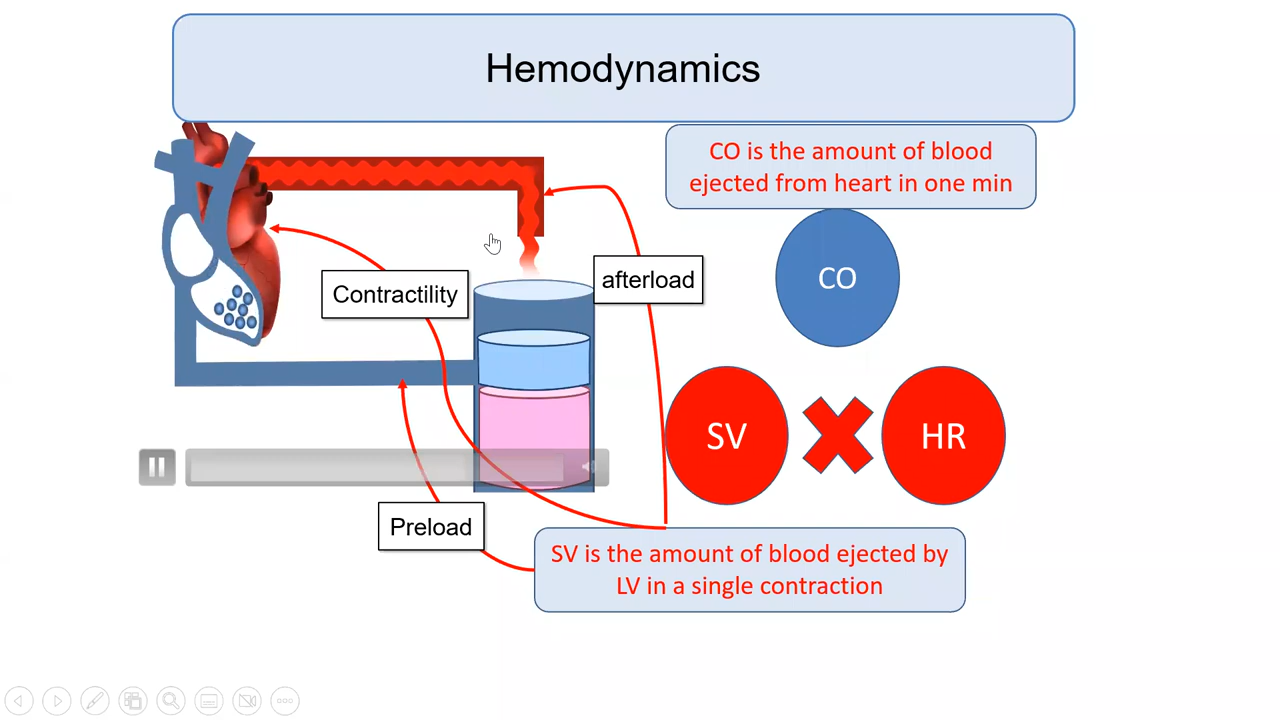 Hemodynamics
CO is the amount of blood
ejected from heart in one min
CO
afterload
Contractility
SV
HR
Preload
SV is the amount of blood ejected by
LV in a single contraction